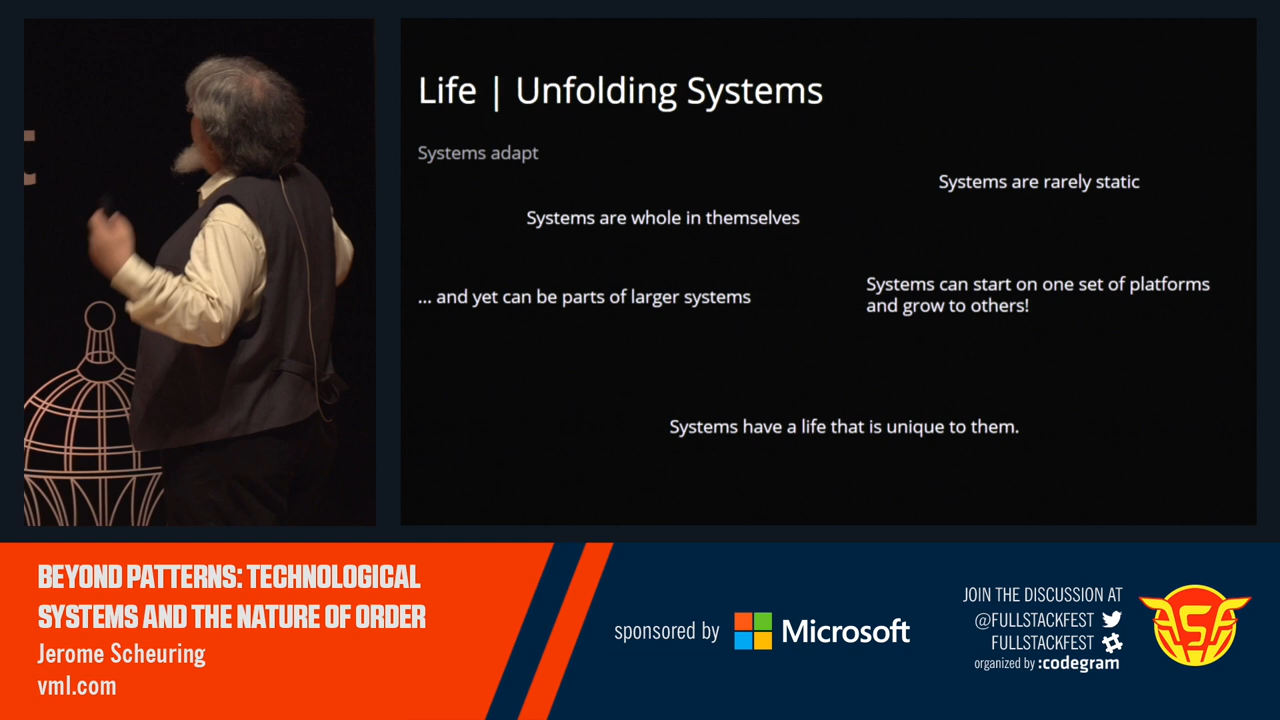 Life | Unfolding Systems
Systems adapt
Systems are rarely static
Systems are whole in themselves
... and yet can be parts of larger systems
Systems can start on one set of platforms
and grow to others!
Systems have a life that is unique to them.
BEYOND PATTERNS: TECHNOLOGICAL
SYSTEMS AND THE NATURE OF ORDER
Jerome Scheuring
vml.com
sponsored by Microsoft
JOIN THE DISCUSSION AT
@FULLSTACKFEST
FULLSTACKFEST
organized by :codegram
FSF